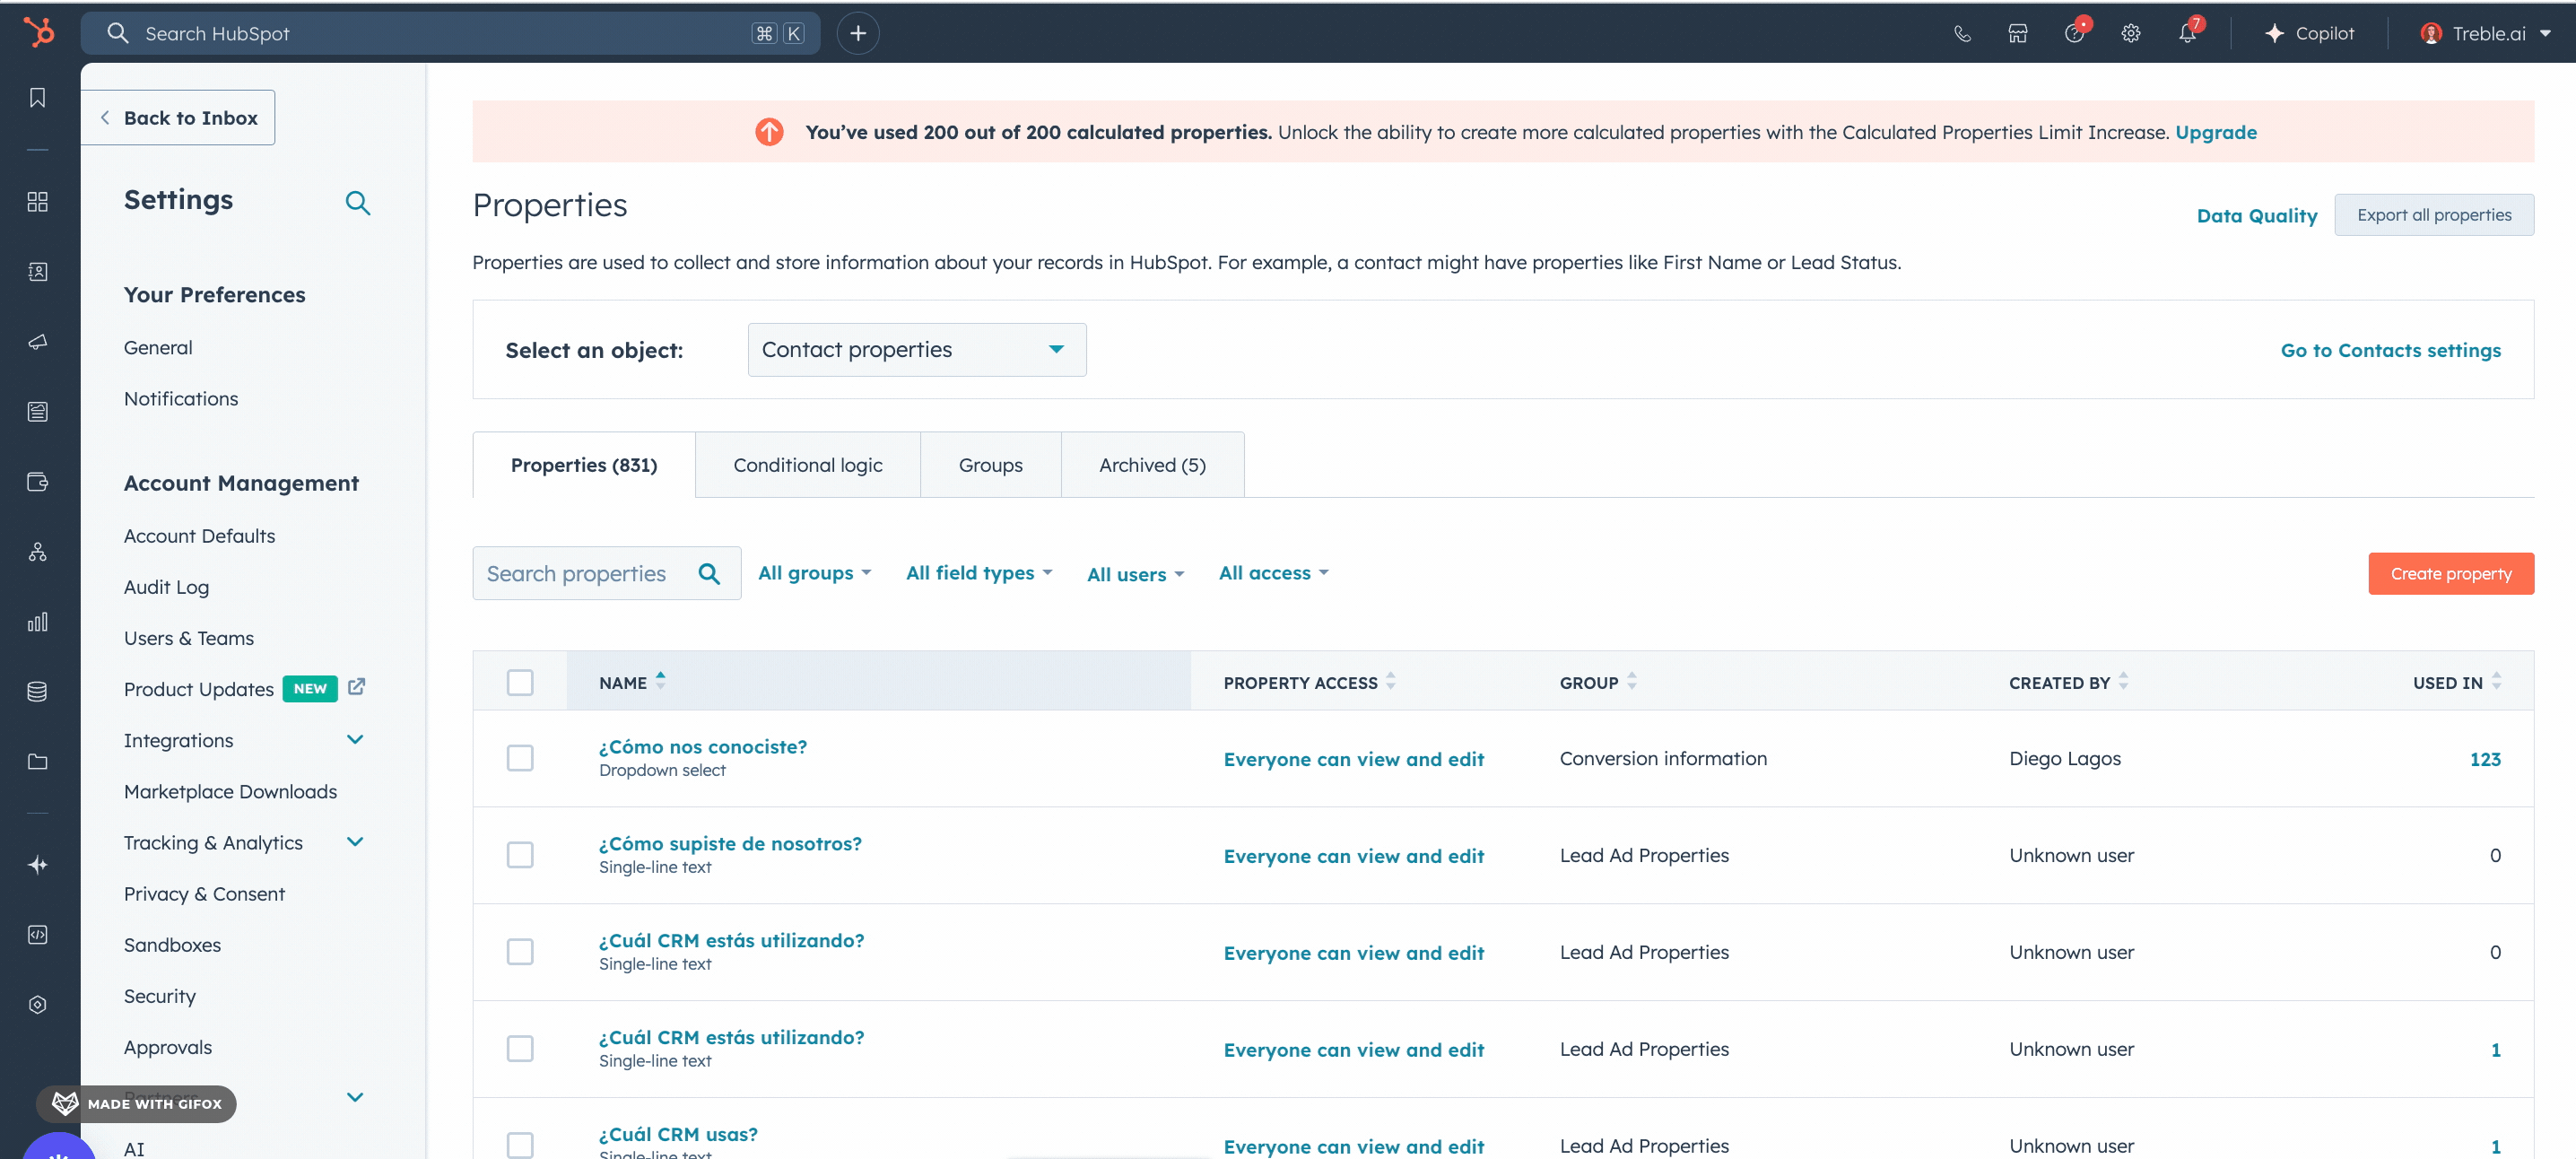 Search HubSpot
⌘ K
7
Copilot
Treble.ai
Back to Inbox
Settings
Your Preferences
General
Notifications
Account Management
Account Defaults
Audit Log
Users & Teams
Product Updates NEW
Integrations
Marketplace Downloads
Tracking & Analytics
Privacy & Consent
Sandboxes
Security
Approvals
MADE WITH GIFOX
AI
You've used 200 out of 200 calculated properties. Unlock the ability to create more calculated properties with the Calculated Properties Limit Increase. Upgrade
Properties
Data Quality
Export all properties
Properties are used to collect and store information about your records in HubSpot. For example, a contact might have properties like First Name or Lead Status.
Select an object:
Contact properties
Go to Contacts settings
Properties (831)
Conditional logic
Groups
Archived (5)
Search properties
All groups
All field types
All users
All access
Create property
NAME PROPERTY ACCESS GROUP CREATED BY USED IN
¿Cómo nos conociste?
Dropdown select
Everyone can view and edit Conversion information Diego Lagos 123
¿Cómo supiste de nosotros?
Single-line text
Everyone can view and edit Lead Ad Properties Unknown user 0
¿Cuál CRM estás utilizando?
Single-line text
Everyone can view and edit Lead Ad Properties Unknown user 0
¿Cuál CRM estás utilizando?
Single-line text
Everyone can view and edit Lead Ad Properties Unknown user 1
¿Cuál CRM usas?
Single-line text
Everyone can view and edit Lead Ad Properties Unknown user 1